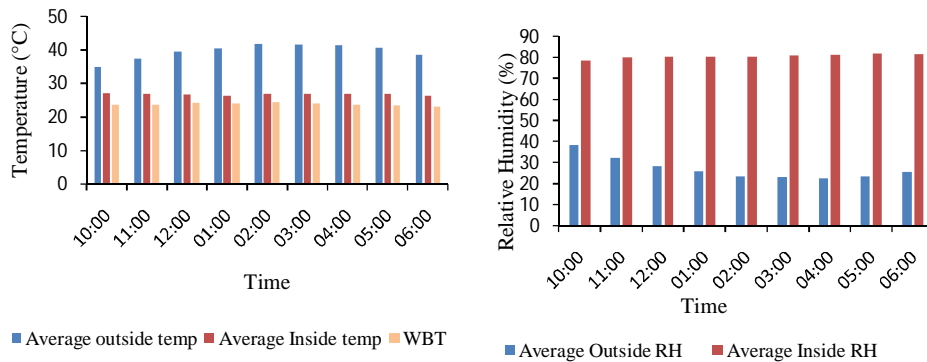 Temperature (°C)
50
40
30
20
10
0
10:00 11:00 12:00 01:00 02:00 03:00 04:00 05:00 06:00
Time
Average outside temp Average Inside temp WBT
Relative Humidity (%)
90
80
70
60
50
40
30
20
10
0
10:00 11:00 12:00 01:00 02:00 03:00 04:00 05:00 06:00
Time
Average Outside RH Average Inside RH